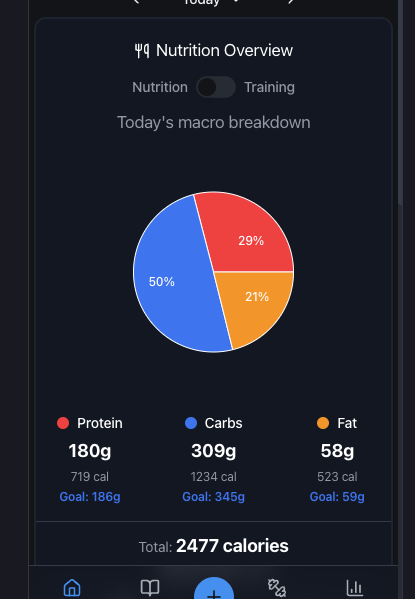 Today
Nutrition Overview
Nutrition Training
Today's macro breakdown
29%
50%
21%
Protein Carbs Fat
180g 309g 58g
719 cal 1234 cal 523 cal
Goal: 186g Goal: 345g Goal: 59g
Total: 2477 calories